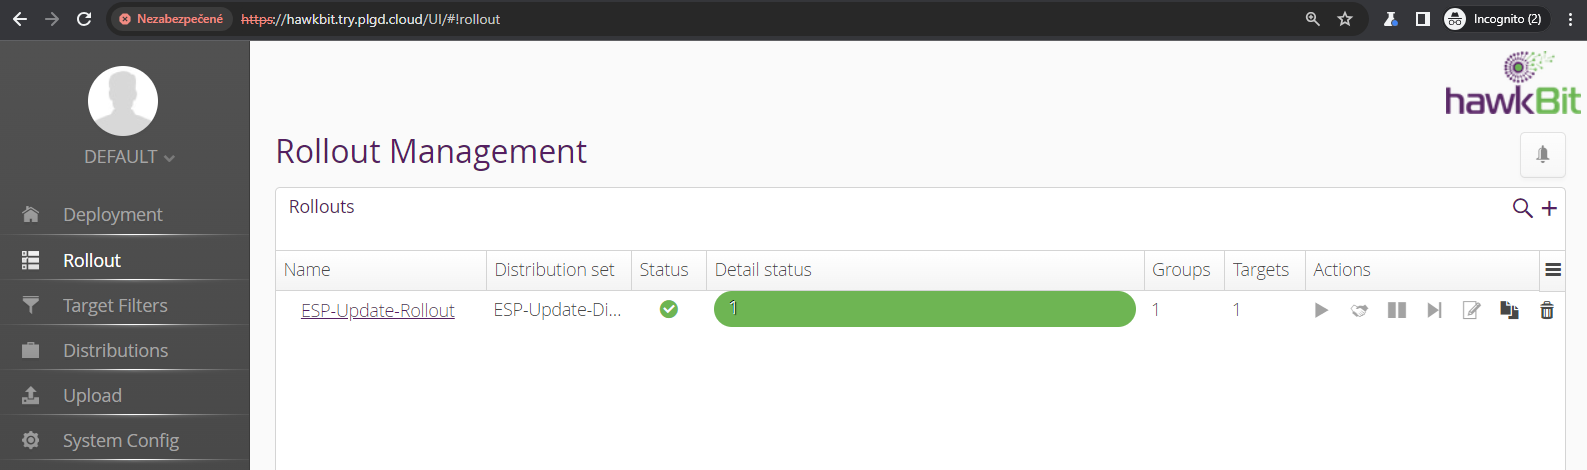 Nezabezpečené https://hawkbit.try.plgd.cloud/UI/#!rollout Incognito (2)
hawkBit
DEFAULT
Deployment
Rollout
Target Filters
Distributions
Upload
System Config
Rollout Management
Rollouts
Name Distribution set Status Detail status Groups Targets Actions
ESP-Update-Rollout ESP-Update-Di... 1 1 1